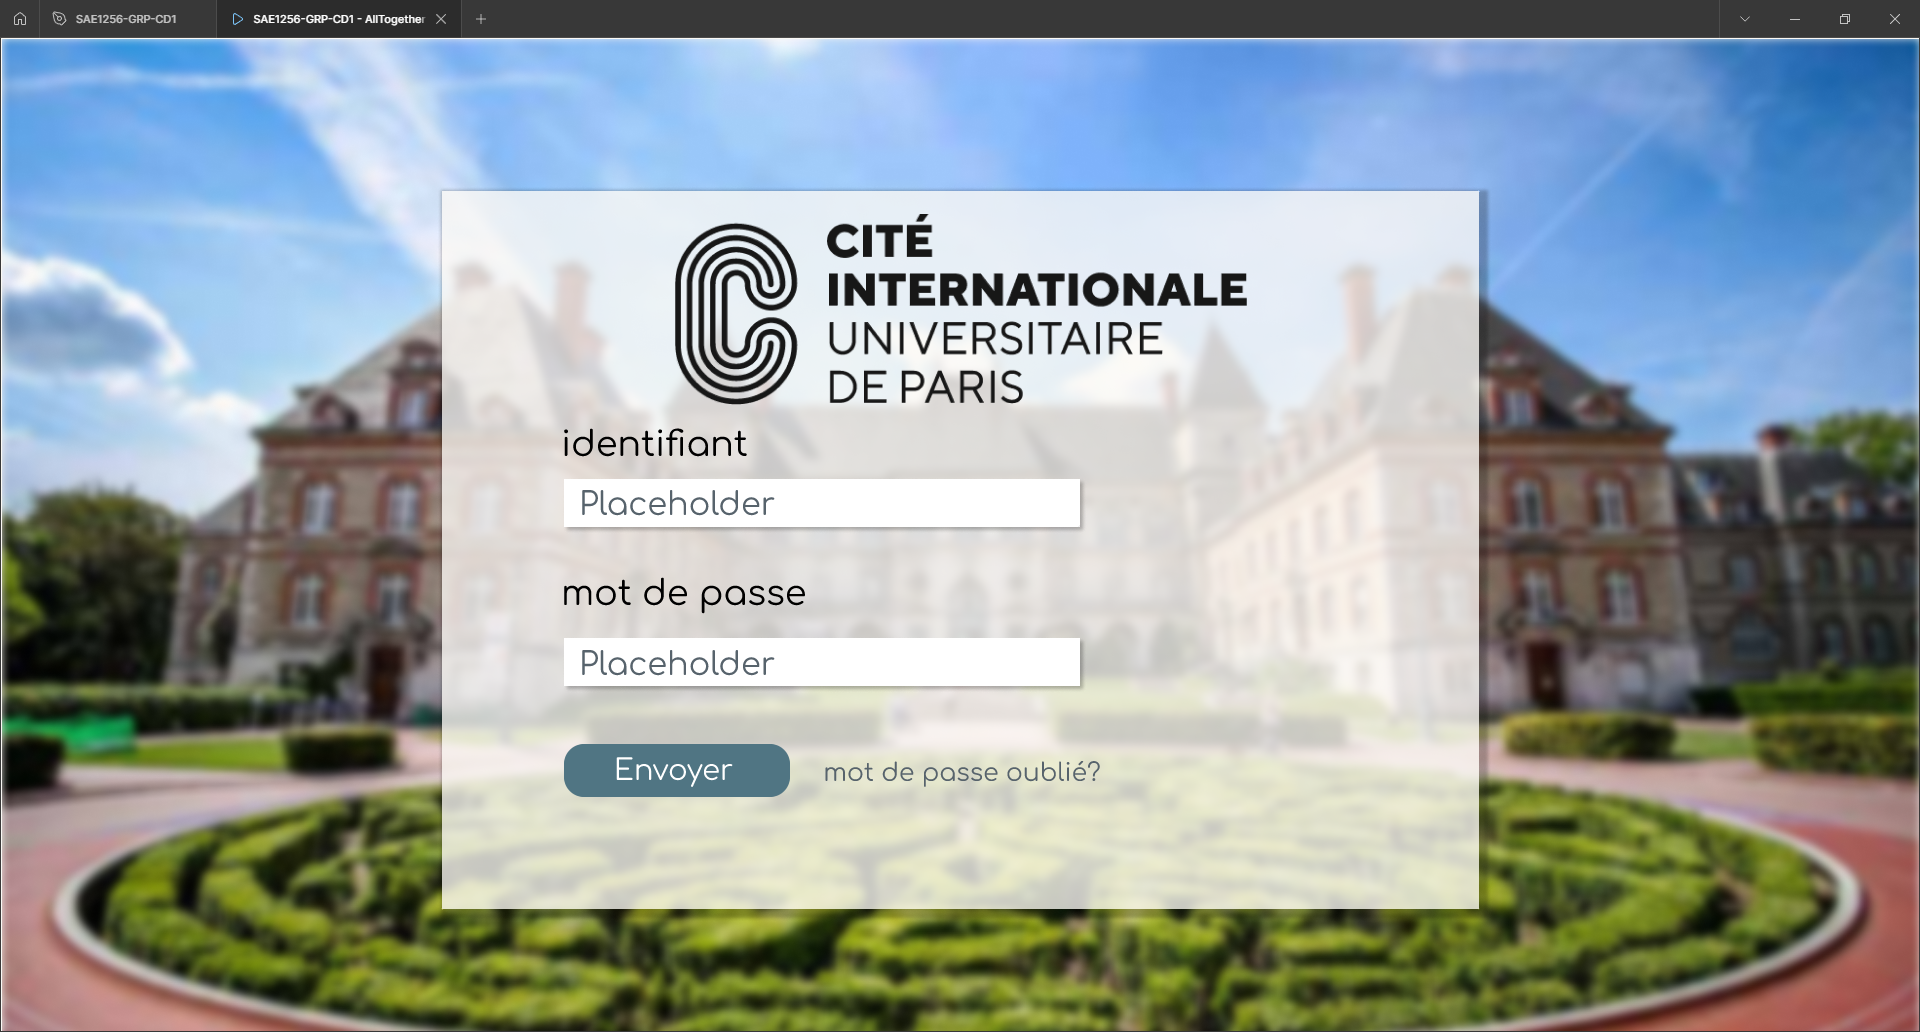 SAE1256-GRP-CD1
SAE1256-GRP-CD1 - AllTogether
CITÉ
INTERNATIONALE
UNIVERSITAIRE
DE PARIS
identifiant
Placeholder
mot de passe
Placeholder
Envoyer
mot de passe oublié?